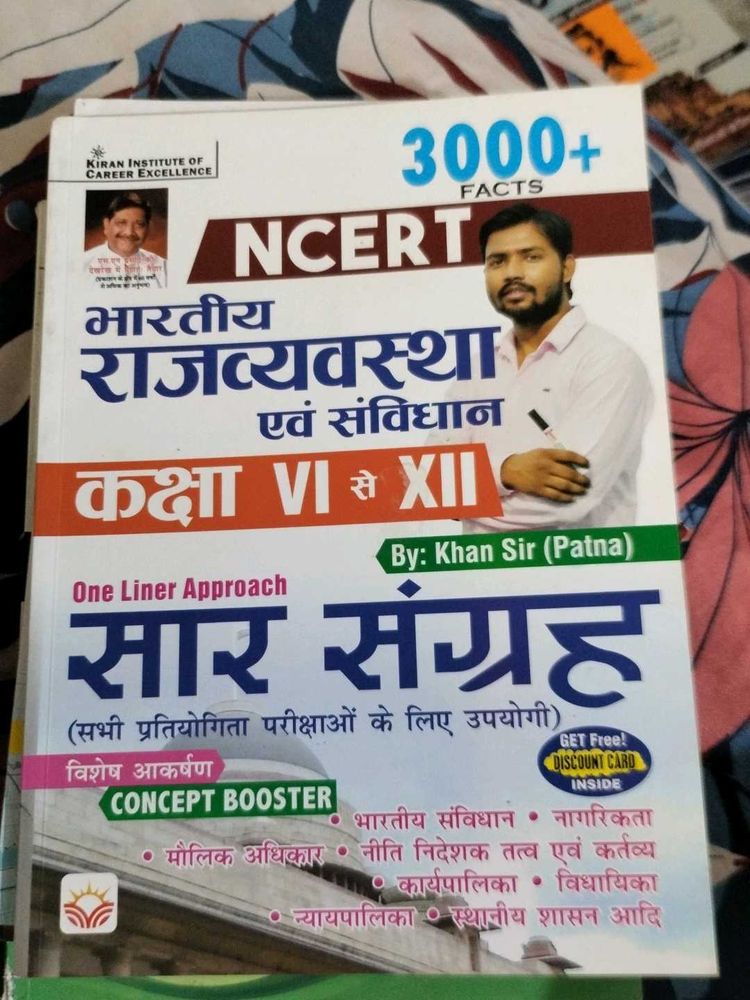 KIRAN INSTITUTE OF
CAREER EXCELLENCE
3000+
FACTS
NCERT
भारतीय
राजव्यवस्था
एवं संविधान
कक्षा VI से XII
By: Khan Sir (Patna)
One Liner Approach
सार संग्रह
(सभी प्रतियोगिता परीक्षाओं के लिए उपयोगी)
GET Free!
DISCOUNT CARD
INSIDE
विशेष आकर्षण
CONCEPT BOOSTER
• भारतीय संविधान • नागरिकता
• मौलिक अधिकार • नीति निदेशक तत्व एवं कर्तव्य
• कार्यपालिका • विधायिका
• न्यायपालिका • स्थानीय शासन आदि